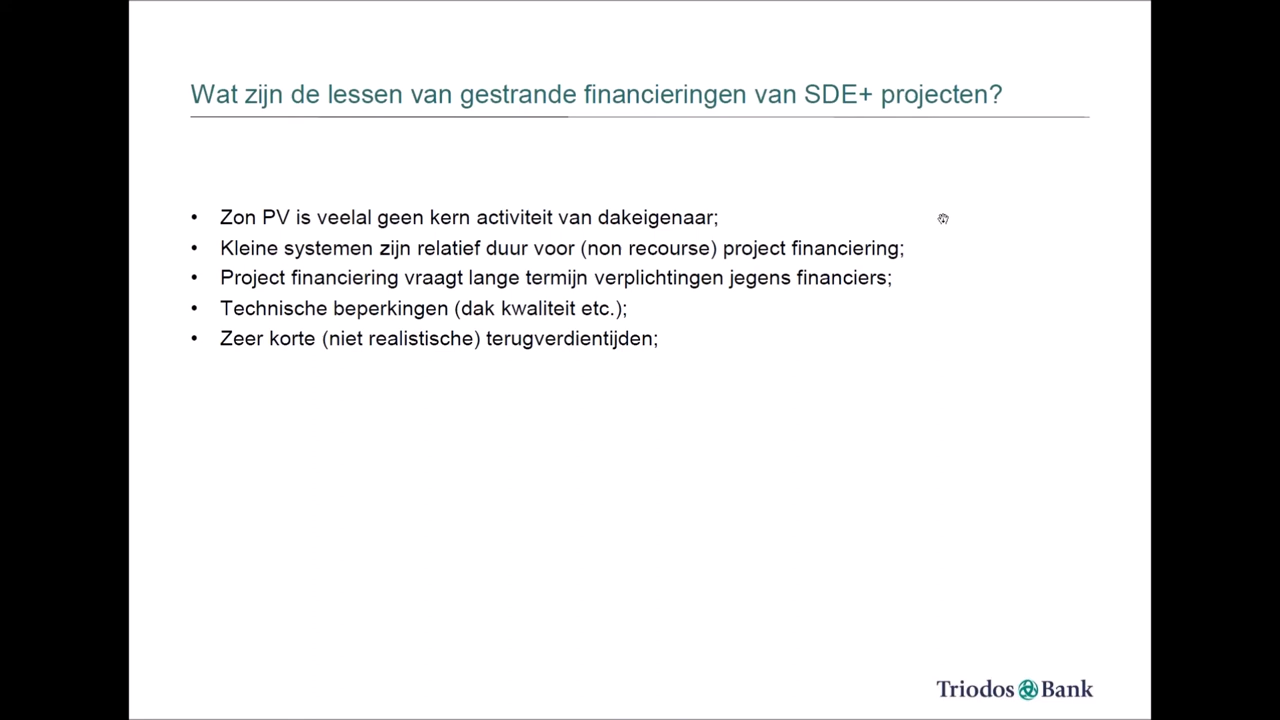 Wat zijn de lessen van gestrande financieringen van SDE+ projecten?
• Zon PV is veelal geen kern activiteit van dakeigenaar;
• Kleine systemen zijn relatief duur voor (non recourse) project financiering;
• Project financiering vraagt lange termijn verplichtingen jegens financiers;
• Technische beperkingen (dak kwaliteit etc.);
• Zeer korte (niet realistische) terugverdientijden;
Triodos Bank